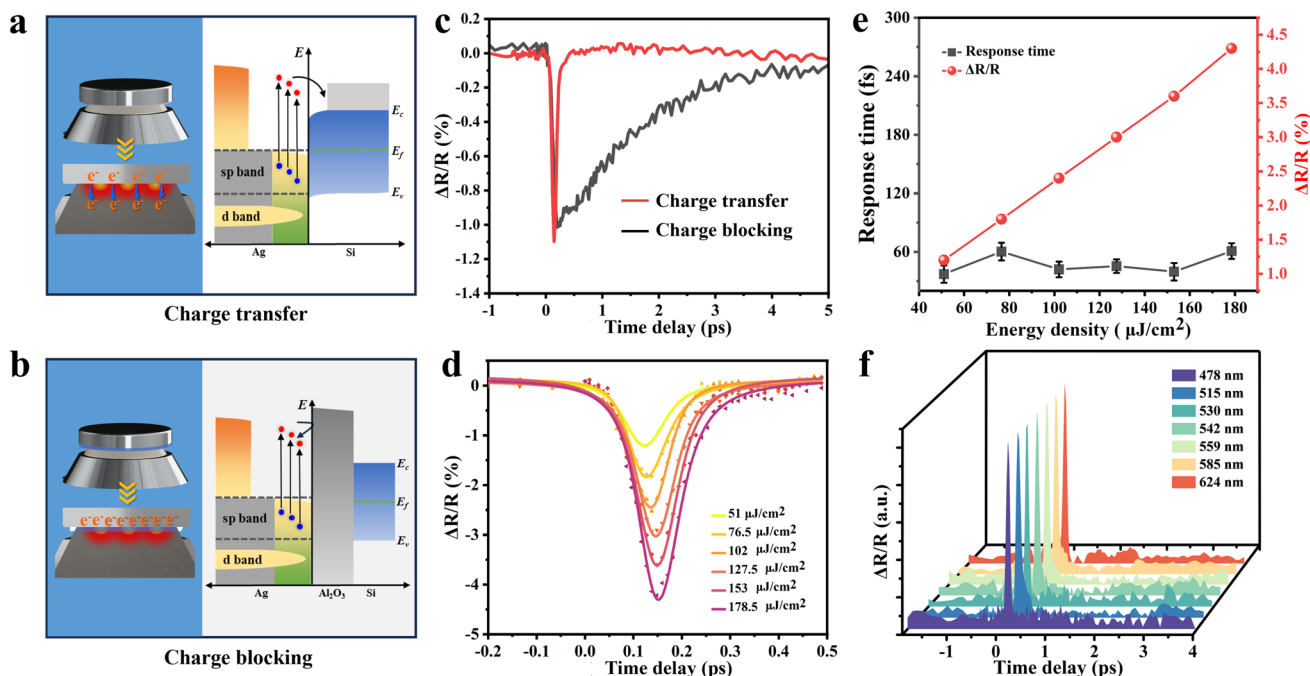 a
E
E_c
E_f
E_v
sp band
d band
e⁻ e⁻ e⁻ e⁻
e⁻ e⁻ e⁻ e⁻
Ag
Si
Charge transfer
b
E
E_c
E_f
E_v
sp band
d band
e⁻e⁻e⁻e⁻e⁻e⁻e⁻
Ag
Al₂O₃
Si
Charge blocking
c
ΔR/R (%)
0.2
0.0
-0.2
-0.4
-0.6
-0.8
-1.0
-1.2
-1.4
Charge transfer
Charge blocking
-1 0 1 2 3 4 5
Time delay (ps)
d
ΔR/R (%)
0
-1
-2
-3
-4
-5
51 μJ/cm²
76.5 μJ/cm²
102 μJ/cm²
127.5 μJ/cm²
153 μJ/cm²
178.5 μJ/cm²
-0.2 -0.1 0.0 0.1 0.2 0.3 0.4 0.5
Time delay (ps)
e
Response time (fs)
300
240
180
120
60
Response time
ΔR/R
4.5
4.0
3.5
3.0
2.5
2.0
1.5
1.0
ΔR/R (%)
40 60 80 100 120 140 160 180 200
Energy density ( μJ/cm²)
f
ΔR/R (a.u.)
478 nm
515 nm
530 nm
542 nm
559 nm
585 nm
624 nm
-1 0 1 2 3 4
Time delay (ps)